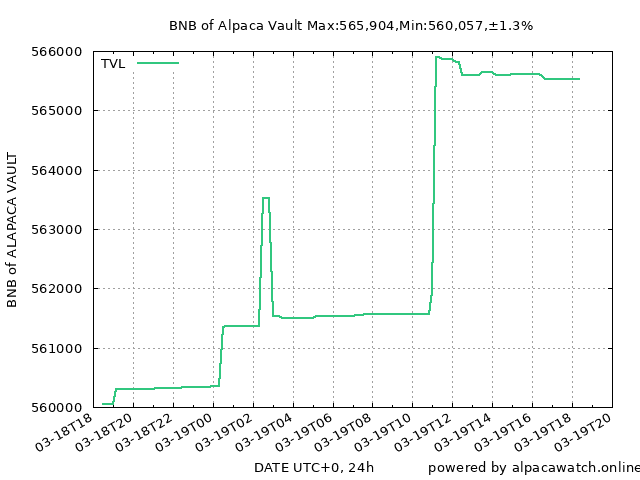 BNB of Alpaca Vault Max:565,904,Min:560,057,±1.3%
TVL
566000
565000
564000
563000
562000
561000
560000
BNB of ALAPACA VAULT
03-18T18
03-18T20
03-18T22
03-19T00
03-19T02
03-19T04
03-19T06
03-19T08
03-19T10
03-19T12
03-19T14
03-19T16
03-19T18
03-19T20
DATE UTC+0, 24h
powered by alpacawatch.online